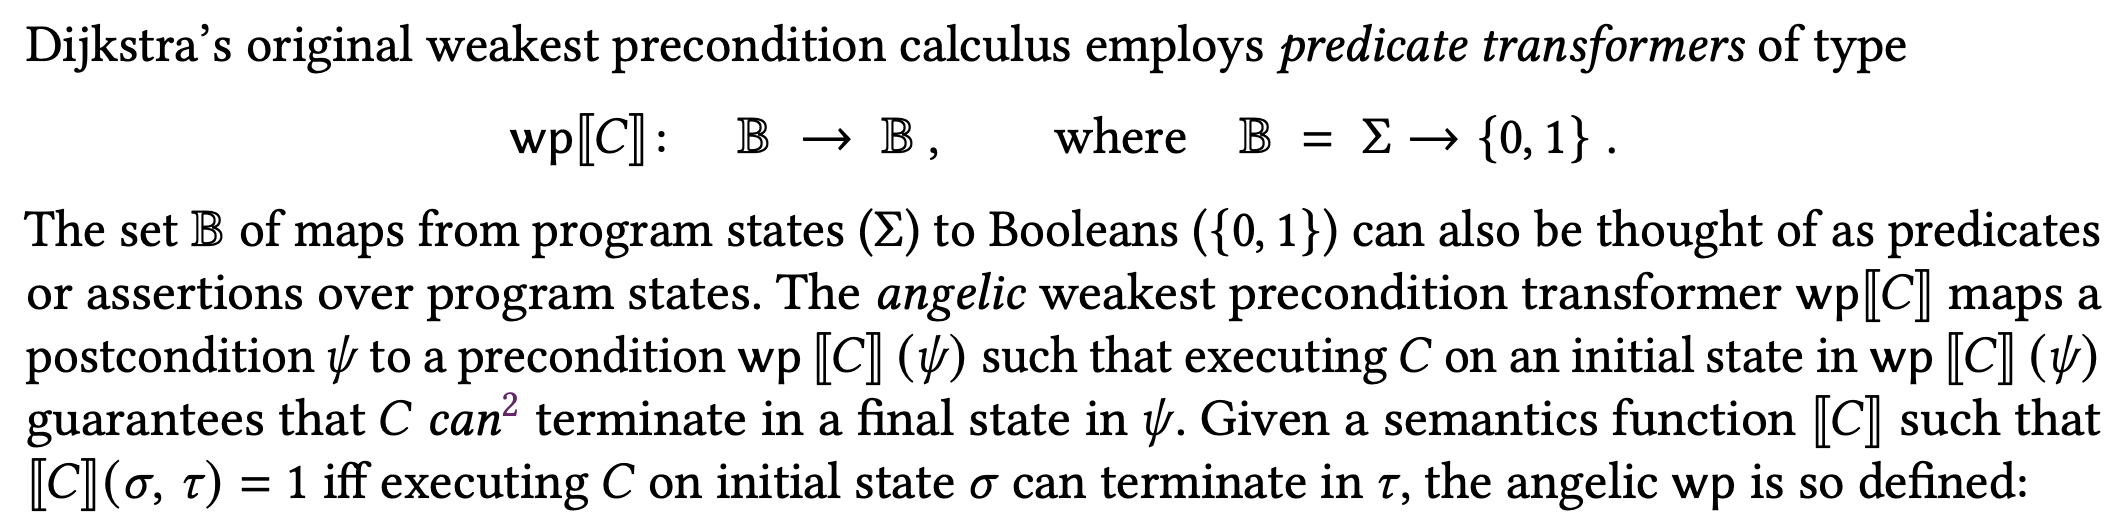 Dijkstra’s original weakest precondition calculus employs predicate transformers of type
wp⟦C⟧: 𝔹 → 𝔹 , where 𝔹 = Σ → {0, 1} .
The set 𝔹 of maps from program states (Σ) to Booleans ({0, 1}) can also be thought of as predicates
or assertions over program states. The angelic weakest precondition transformer wp⟦C⟧ maps a
postcondition ψ to a precondition wp ⟦C⟧ (ψ) such that executing C on an initial state in wp ⟦C⟧ (ψ)
guarantees that C can² terminate in a final state in ψ. Given a semantics function ⟦C⟧ such that
⟦C⟧(σ, τ) = 1 iff executing C on initial state σ can terminate in τ, the angelic wp is so defined: